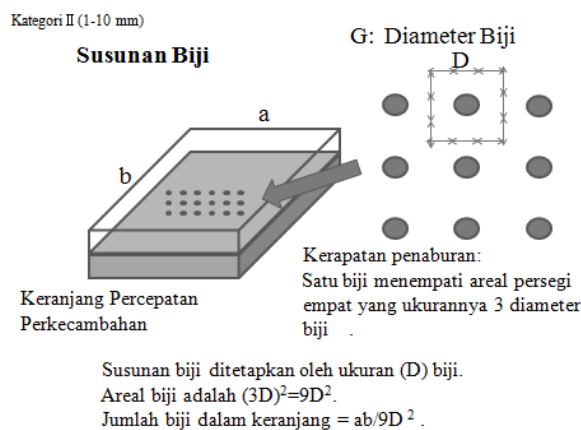 Kategori II (1-10 mm)
Susunan Biji
G: Diameter Biji
D
a
b
Kerapatan penaburan:
Satu biji menempati areal persegi
empat yang ukurannya 3 diameter
biji .
Keranjang Percepatan
Perkecambahan
Susunan biji ditetapkan oleh ukuran (D) biji.
Areal biji adalah (3D)²=9D².
Jumlah biji dalam keranjang = ab/9D ² .